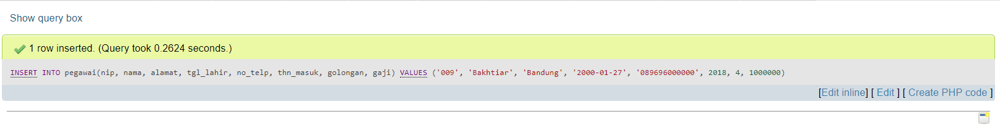 Show query box
1 row inserted. (Query took 0.2624 seconds.)
INSERT INTO pegawai(nip, nama, alamat, tgl_lahir, no_telp, thn_masuk, golongan, gaji) VALUES ('009', 'Bakhtiar', 'Bandung', '2000-01-27', '089696000000', 2018, 4, 1000000)
[Edit inline] [ Edit ] [ Create PHP code ]